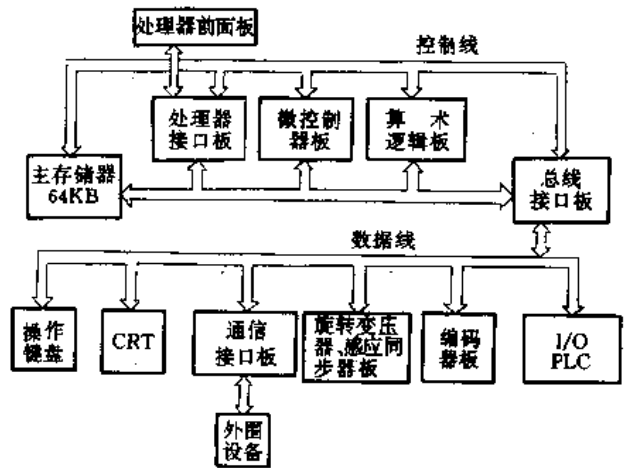 处理器前面板
控制线
处理器
接口板
微控制
器板
算 术
逻辑板
主存储器
64KB
总线
接口板
数据线
操作
键盘
CRT
通信
接口板
旋转变压
器、感应同
步器板
编码
器板
I/O
PLC
外围
设备